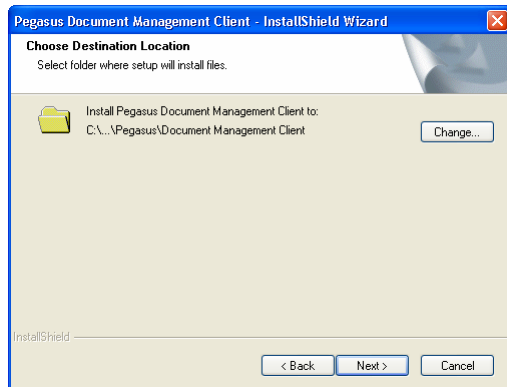 Pegasus Document Management Client - InstallShield Wizard
Choose Destination Location
Select folder where setup will install files.
Install Pegasus Document Management Client to:
C:\...\Pegasus\Document Management Client
Change...
InstallShield
< Back
Next >
Cancel